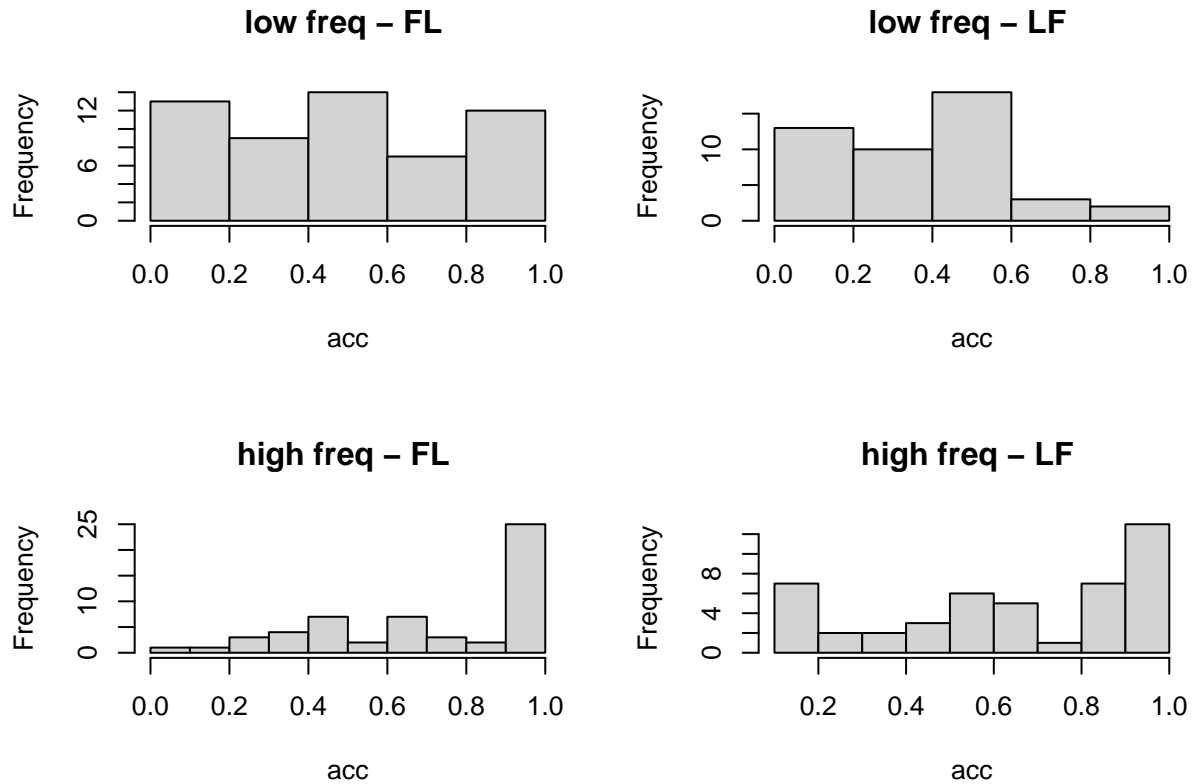 low freq – FL
Frequency
0 6 12
0.0 0.2 0.4 0.6 0.8 1.0
acc
low freq – LF
Frequency
0 10
0.0 0.2 0.4 0.6 0.8 1.0
acc
high freq – FL
Frequency
0 10 25
0.0 0.2 0.4 0.6 0.8 1.0
acc
high freq – LF
Frequency
0 4 8
0.2 0.4 0.6 0.8 1.0
acc